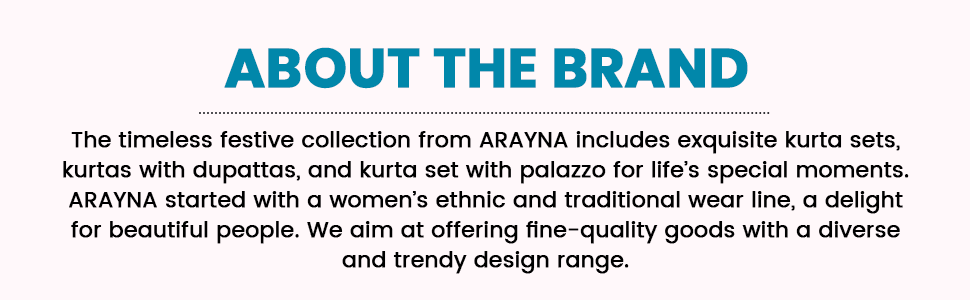 ABOUT THE BRAND
The timeless festive collection from ARAYNA includes exquisite kurta sets,
kurtas with dupattas, and kurta set with palazzo for life’s special moments.
ARAYNA started with a women’s ethnic and traditional wear line, a delight
for beautiful people. We aim at offering fine-quality goods with a diverse
and trendy design range.